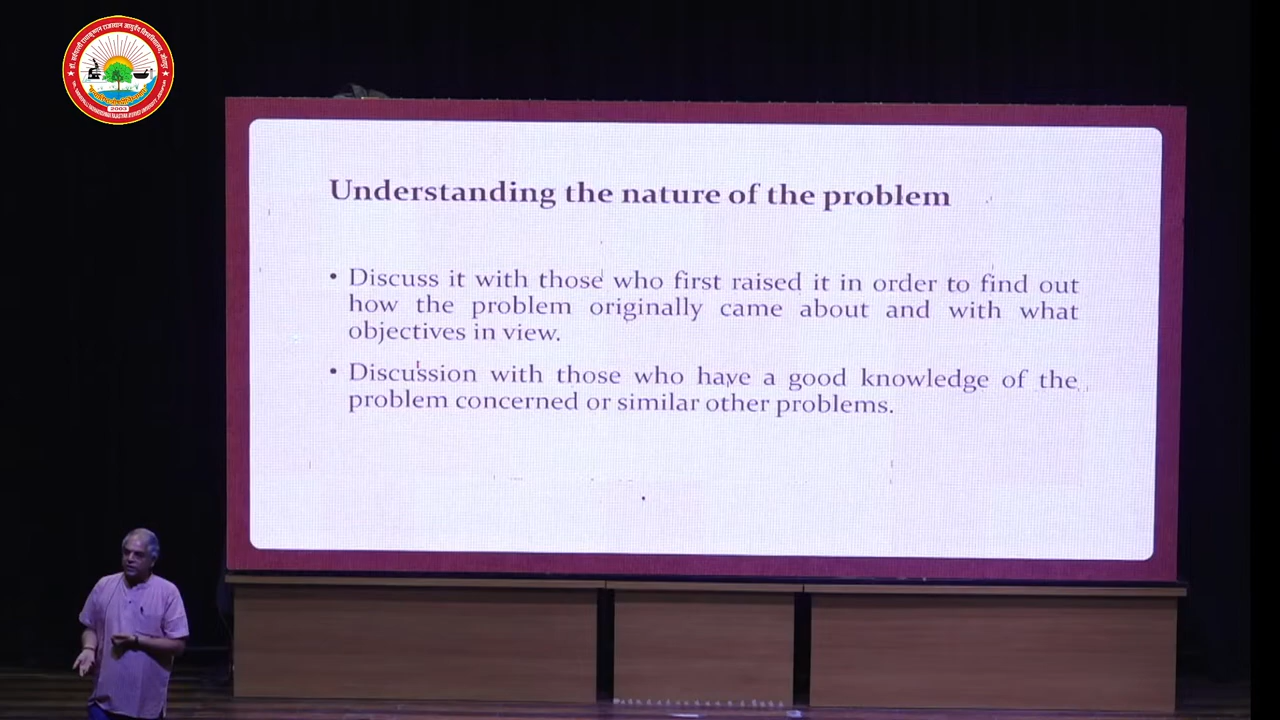 2003
Understanding the nature of the problem
• Discuss it with those who first raised it in order to find out
how the problem originally came about and with what
objectives in view.
• Discussion with those who have a good knowledge of the
problem concerned or similar other problems.